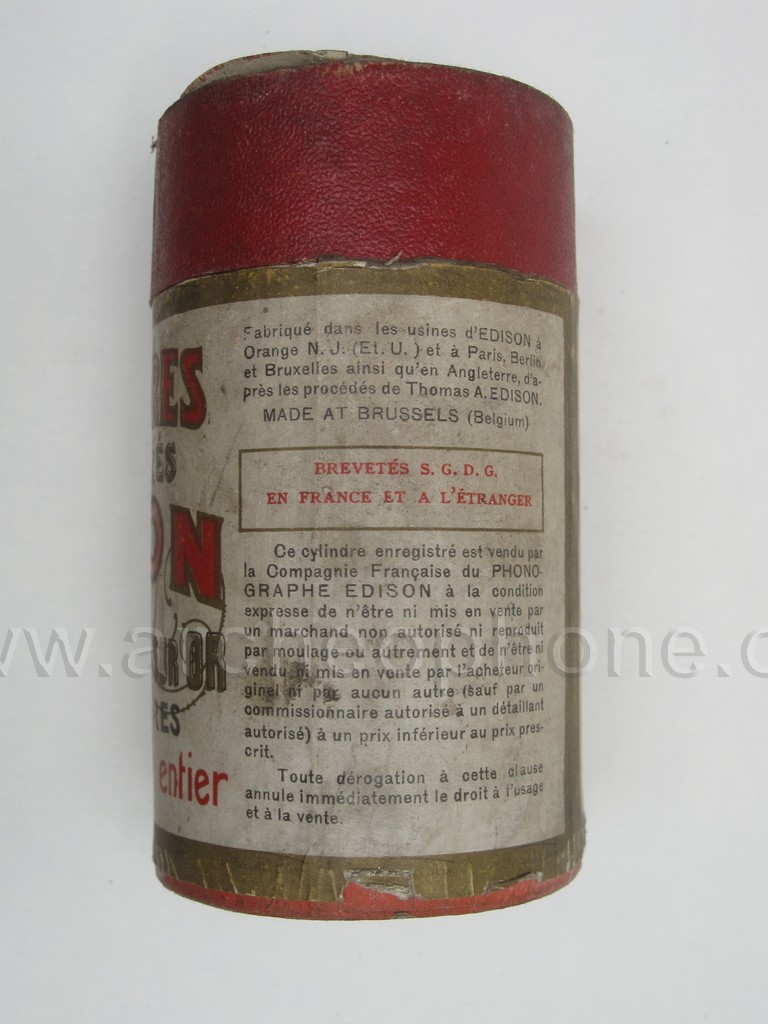 Fabriqué dans les usines d'EDISON à
Orange N. J. (Et. U. ) et à Paris, Berlin
et Bruxelles ainsi qu'en Angleterre, d'a-
près les procédés de Thomas A. EDISON.
MADE AT BRUSSELS (Belgium)
BREVETÉS S. G. D. G.
EN FRANCE ET A L'ÉTRANGER
Ce cylindre enregistré est vendu par
la Compagnie Française du PHONO-
GRAPHE EDISON à la condition
expresse de n'être ni mis en vente par
un marchand non autorisé ni reproduit
par moulage ou autrement et de n'être ni
vendu ni mis en vente par l'acheteur ori-
ginel ni par aucun autre (sauf par un
commissionnaire autorisé à un détaillant
autorisé) à un prix inférieur au prix pres-
crit.
Toute dérogation à cette clause
annule immédiatement le droit à l'usage
et à la vente.
RES
ÉS
ON
OR
RES
entier